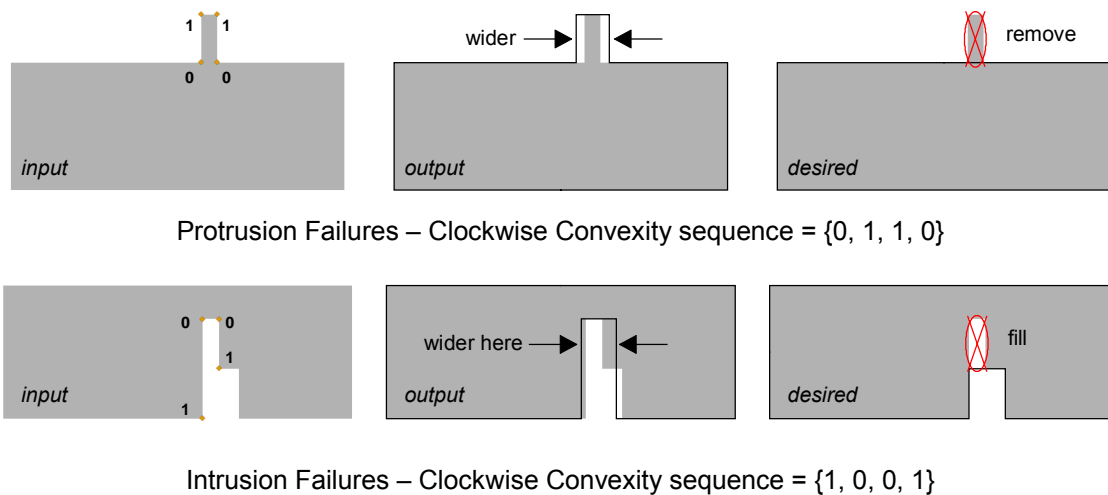 1 1
0 0
input
wider
output
remove
desired
Protrusion Failures – Clockwise Convexity sequence = {0, 1, 1, 0}
0 0
1
1
input
wider here
output
fill
desired
Intrusion Failures – Clockwise Convexity sequence = {1, 0, 0, 1}